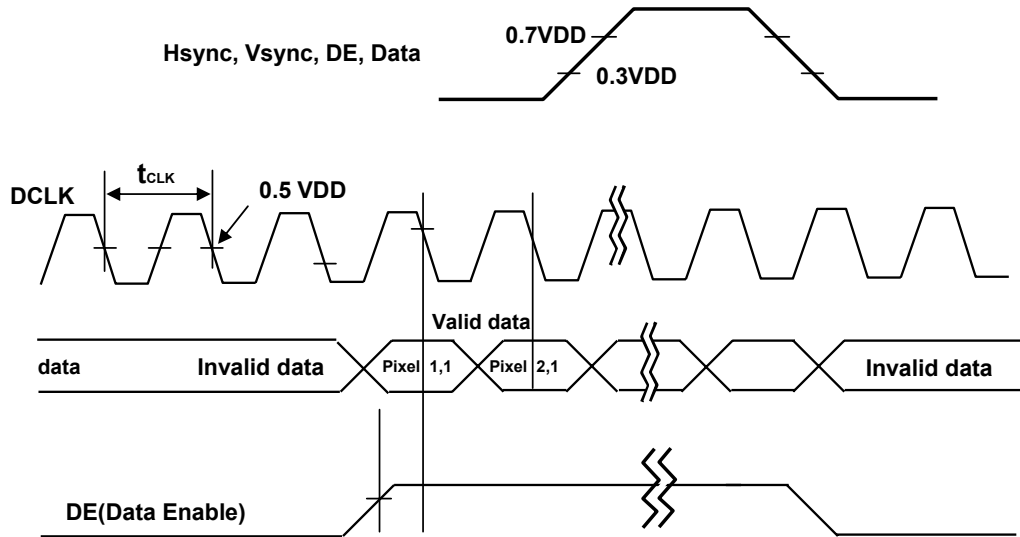 0.7VDD
Hsync, Vsync, DE, Data
0.3VDD
tCLK
DCLK
0.5 VDD
Valid data
data
Invalid data
Pixel 1,1
Pixel 2,1
Invalid data
DE(Data Enable)